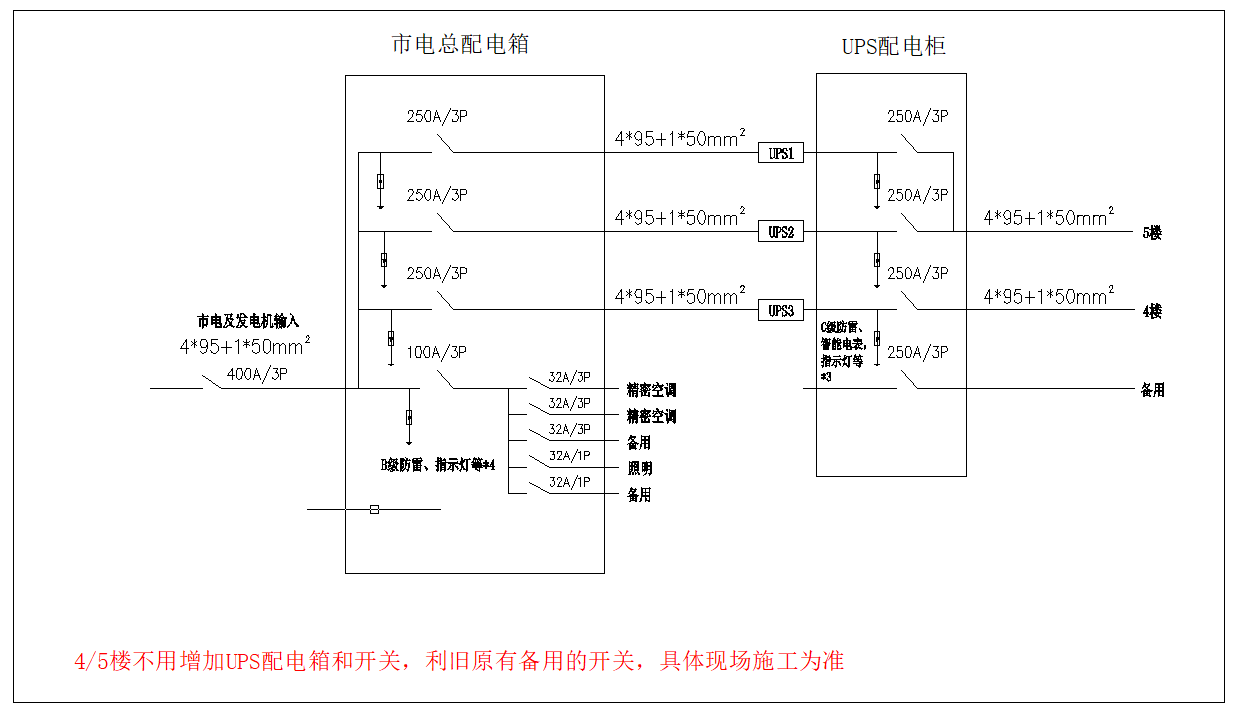 市电总配电箱
UPS配电柜
250A/3P
4*95+1*50mm²
UPS1
250A/3P
250A/3P
4*95+1*50mm²
UPS2
250A/3P
4*95+1*50mm²
5楼
250A/3P
4*95+1*50mm²
UPS3
250A/3P
4*95+1*50mm²
4楼
市电及发电机输入
4*95+1*50mm²
400A/3P
100A/3P
C级防雷、
智能电表,
指示灯等
*3
250A/3P
备用
32A/3P
精密空调
32A/3P
精密空调
32A/3P
备用
32A/1P
照明
32A/1P
备用
B级防雷、指示灯等*4
4/5楼不用增加UPS配电箱和开关，利旧原有备用的开关，具体现场施工为准